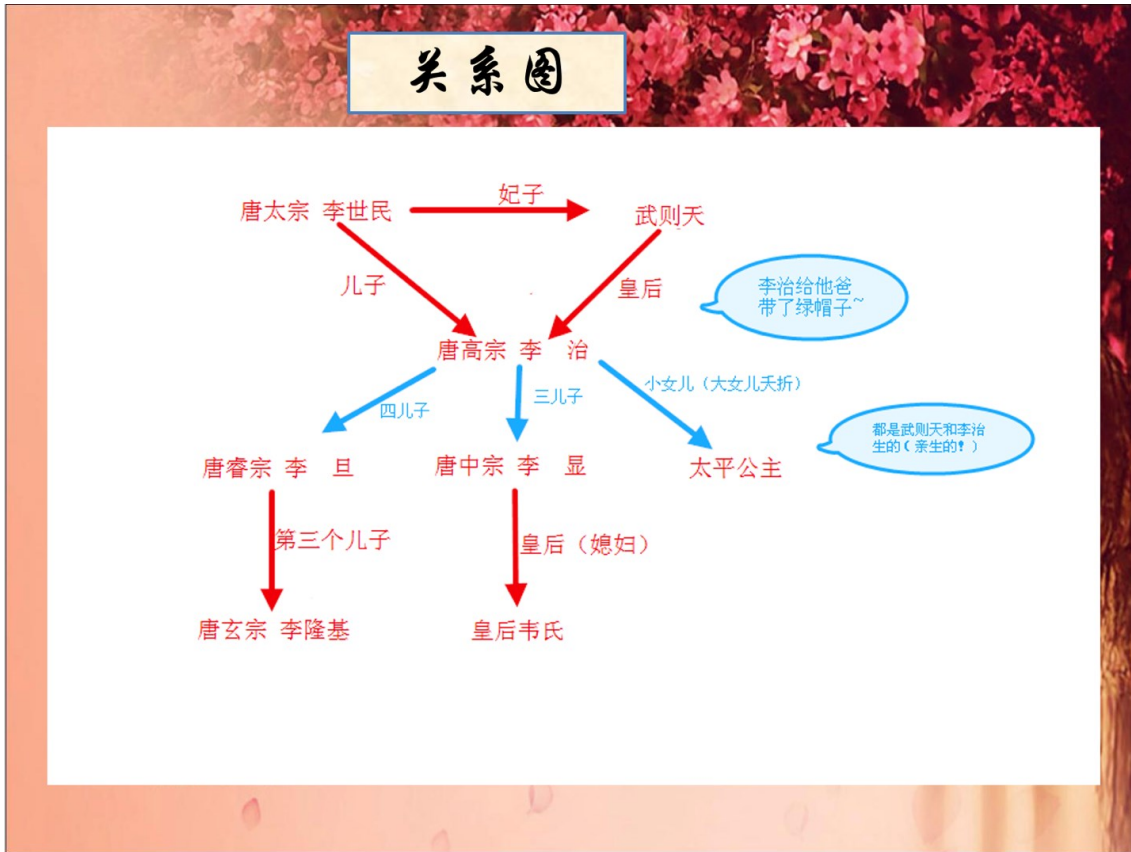 关系图
唐太宗 李世民
妃子
武则天
儿子
皇后
李治给他爸
带了绿帽子~
唐高宗 李 治
四儿子
三儿子
小女儿（大女儿夭折）
都是武则天和李治
生的（亲生的！）
唐睿宗 李 旦
唐中宗 李 显
太平公主
第三个儿子
皇后（媳妇）
唐玄宗 李隆基
皇后韦氏